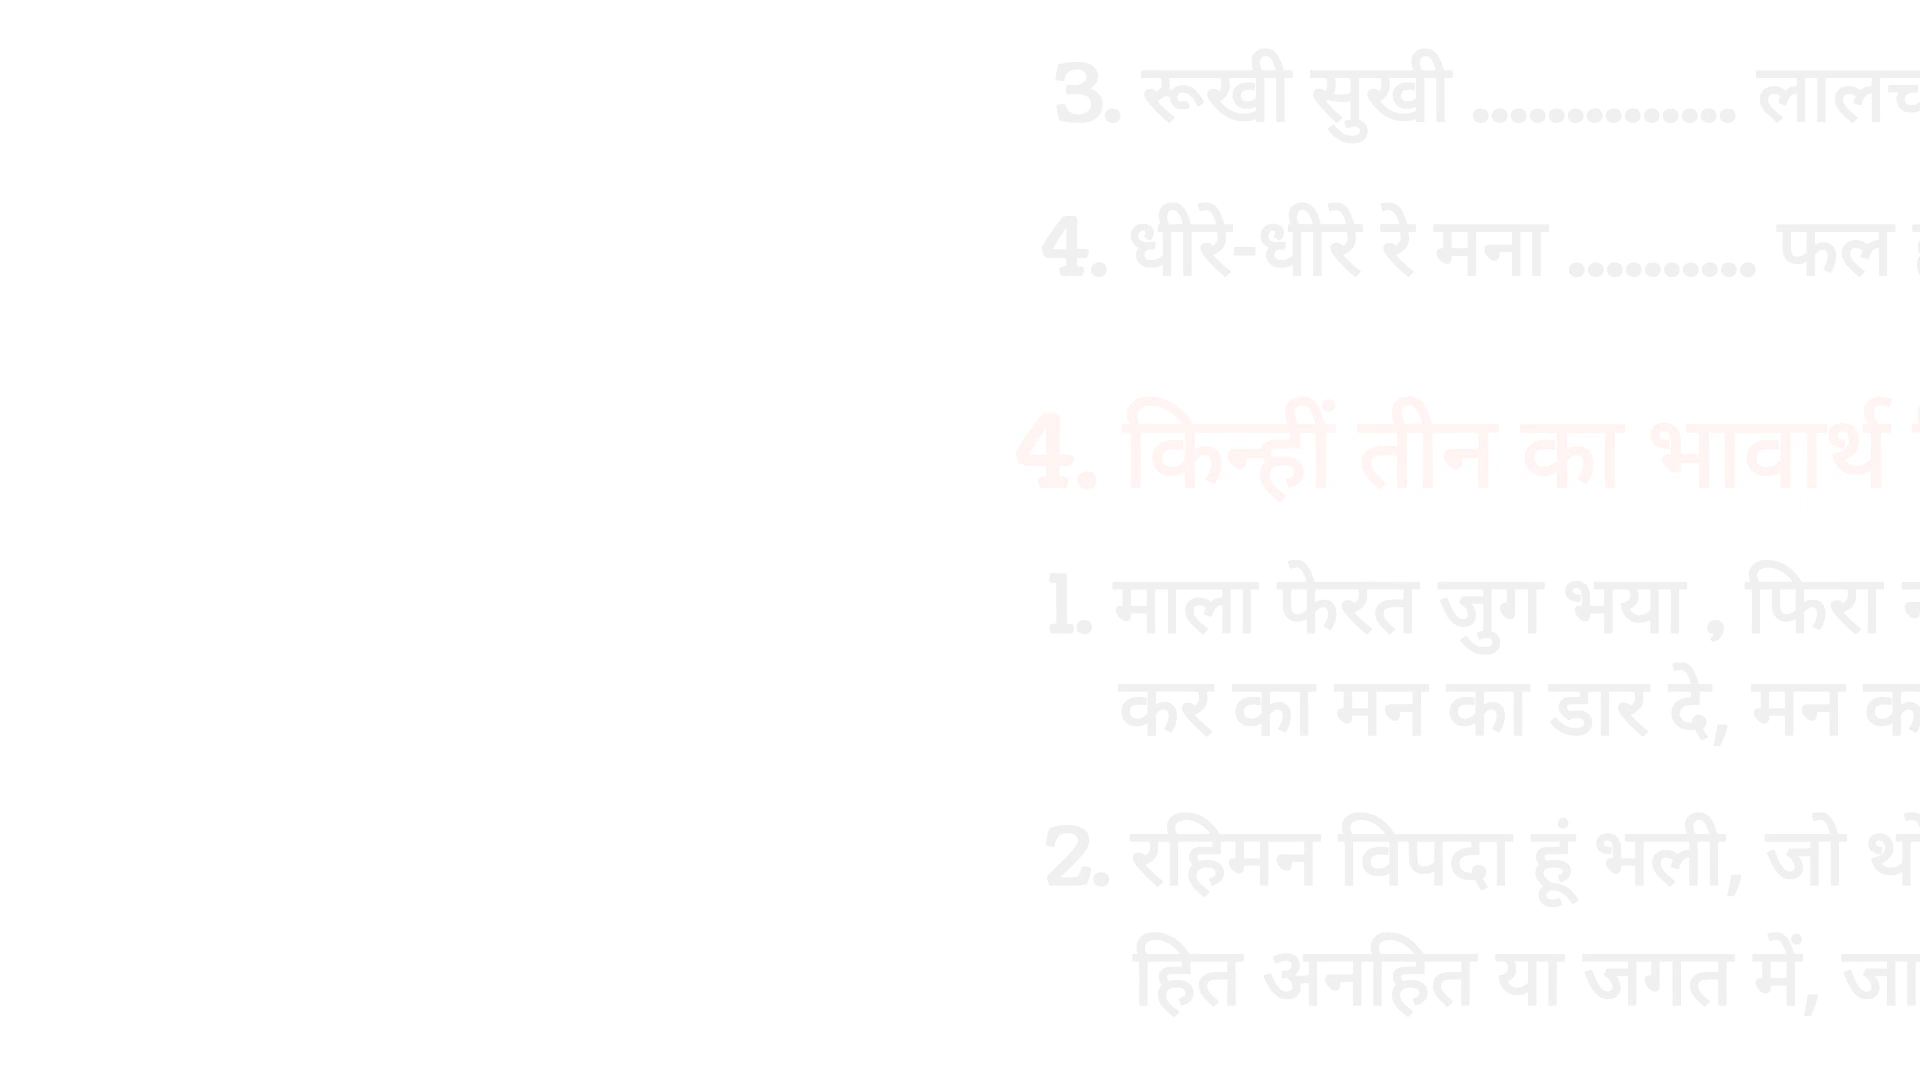 3. रूखी सुखी .............. लालच
4. धीरे-धीरे रे मना .......... फल
4. किन्हीं तीन का भावार्थ
1. माला फेरत जुग भया , फिरा
कर का मन का डार दे, मन
2. रहिमन विपदा हूं भली, जो
हित अनहित या जगत में,